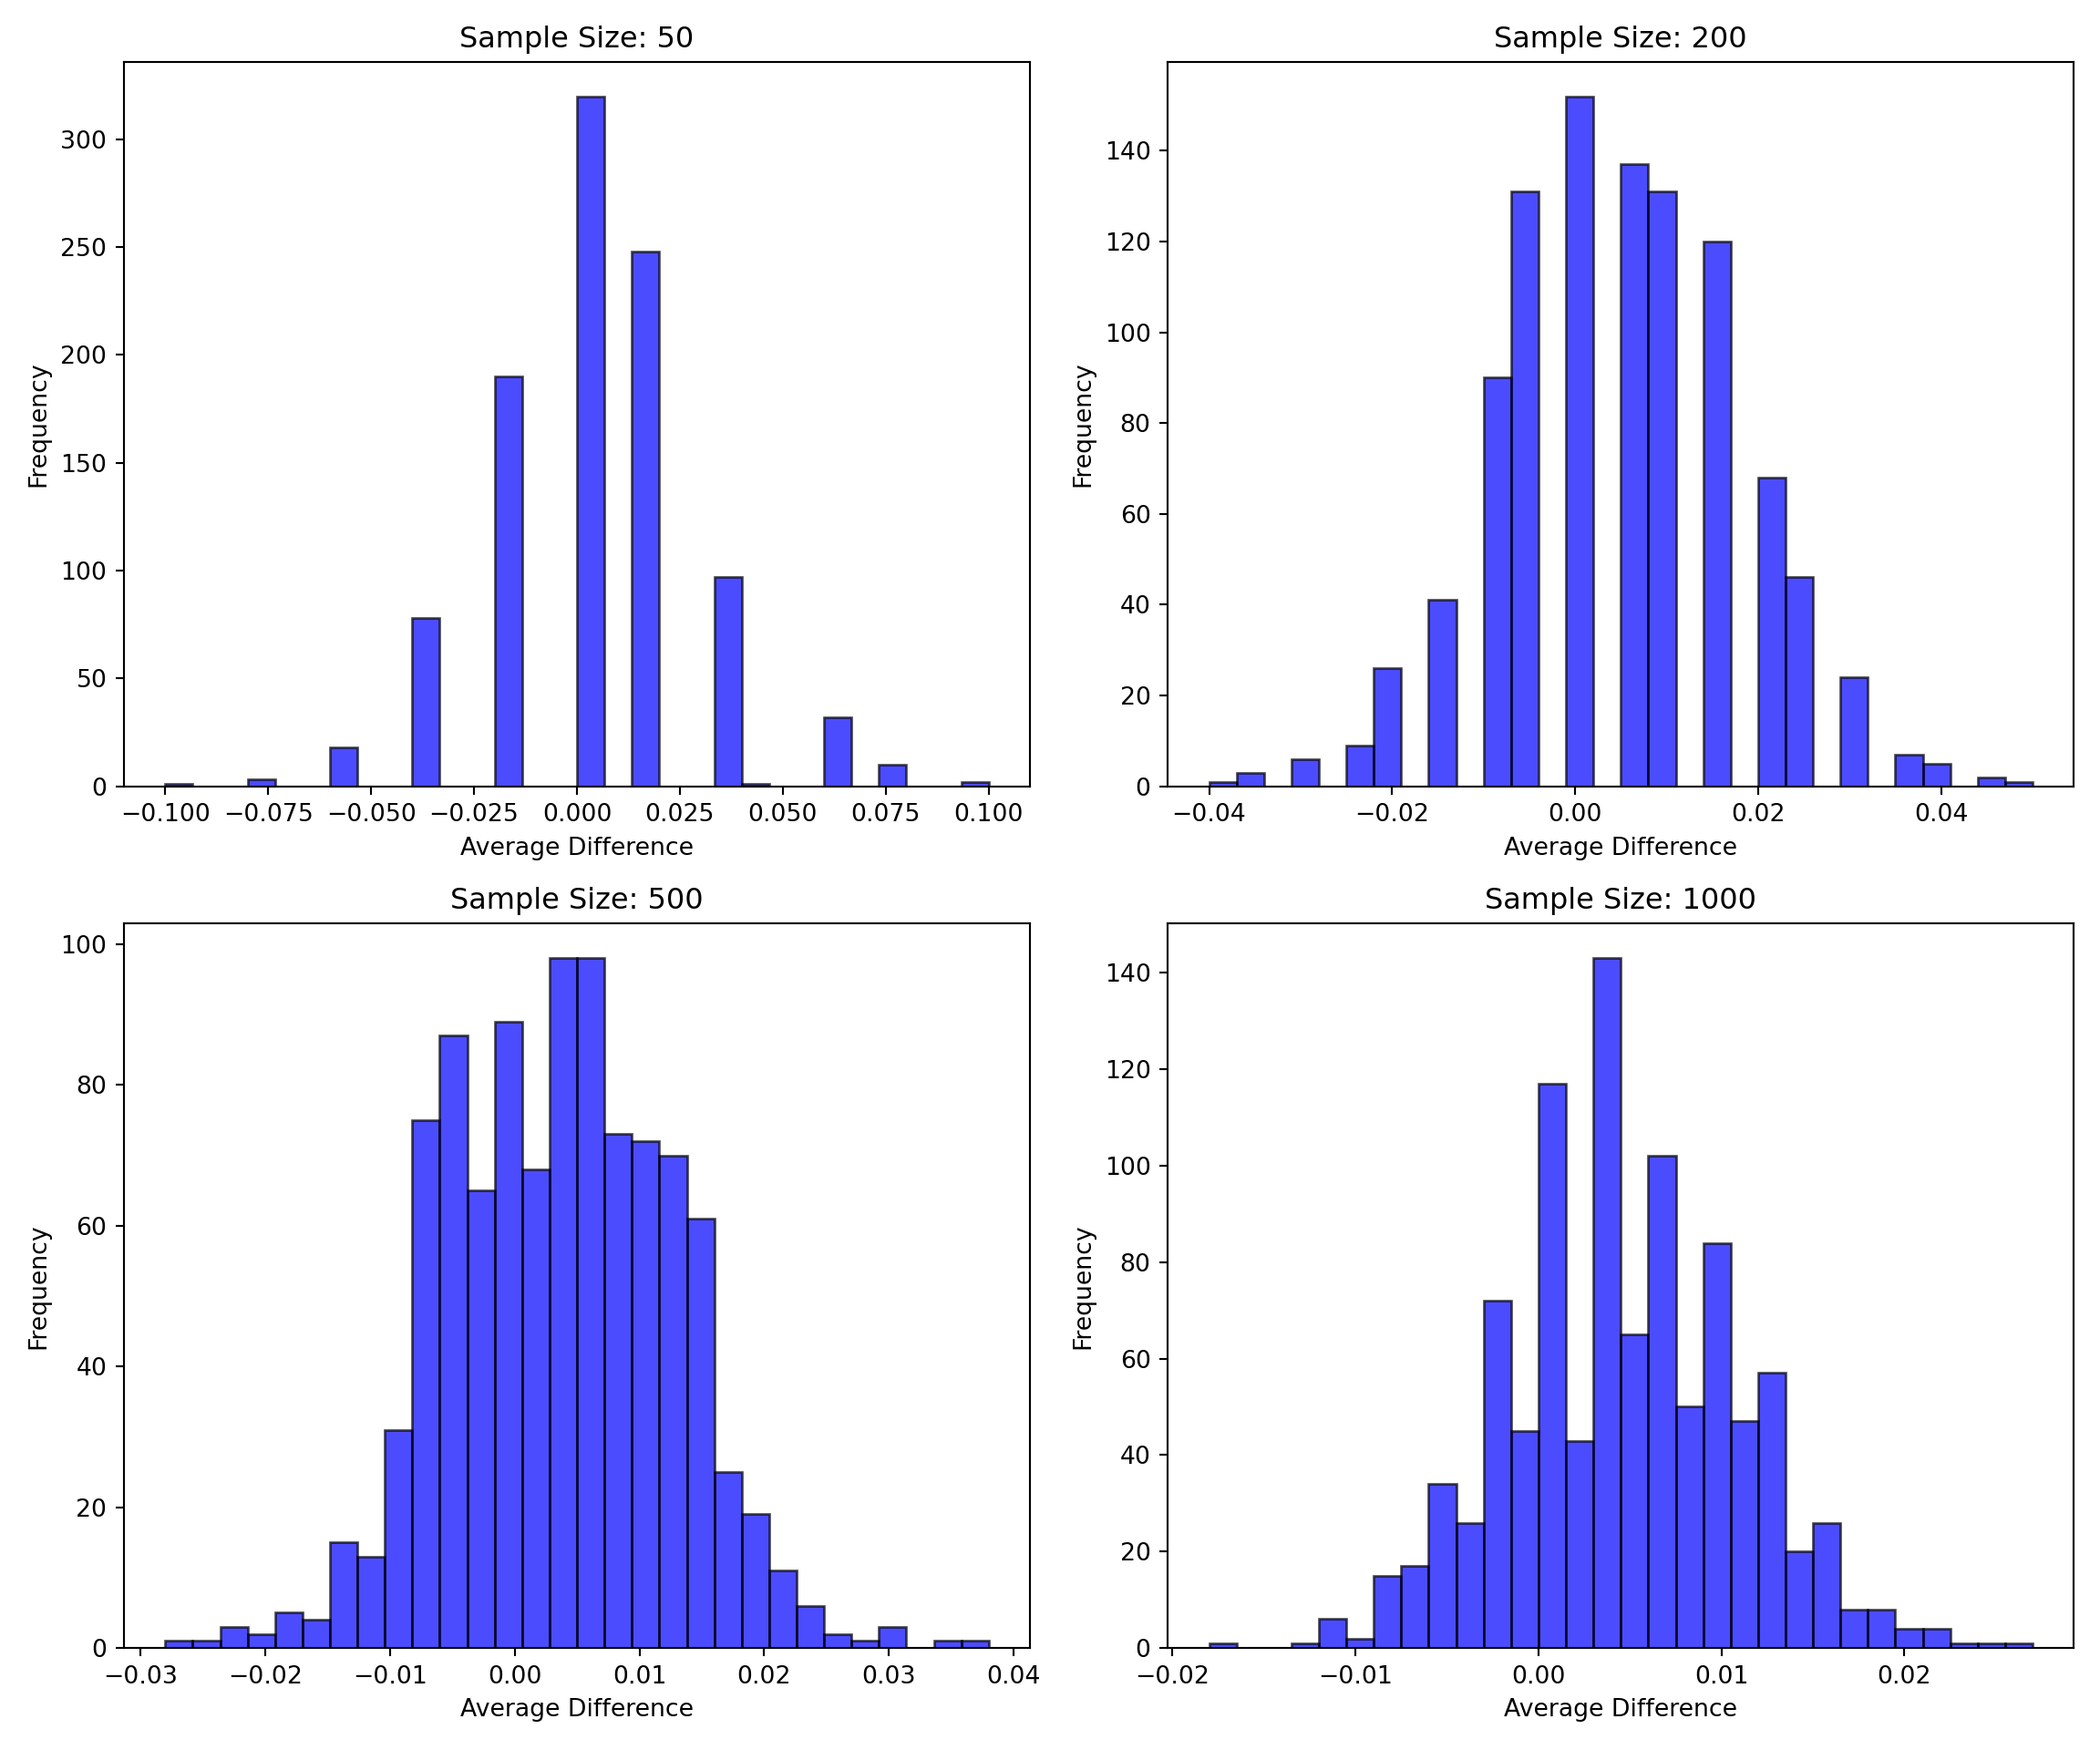 Sample Size: 50
Frequency
300
250
200
150
100
50
0
−0.100 −0.075 −0.050 −0.025 0.000 0.025 0.050 0.075 0.100
Average Difference
Sample Size: 200
Frequency
140
120
100
80
60
40
20
0
−0.04 −0.02 0.00 0.02 0.04
Average Difference
Sample Size: 500
Frequency
100
80
60
40
20
0
−0.03 −0.02 −0.01 0.00 0.01 0.02 0.03 0.04
Average Difference
Sample Size: 1000
Frequency
140
120
100
80
60
40
20
0
−0.02 −0.01 0.00 0.01 0.02
Average Difference